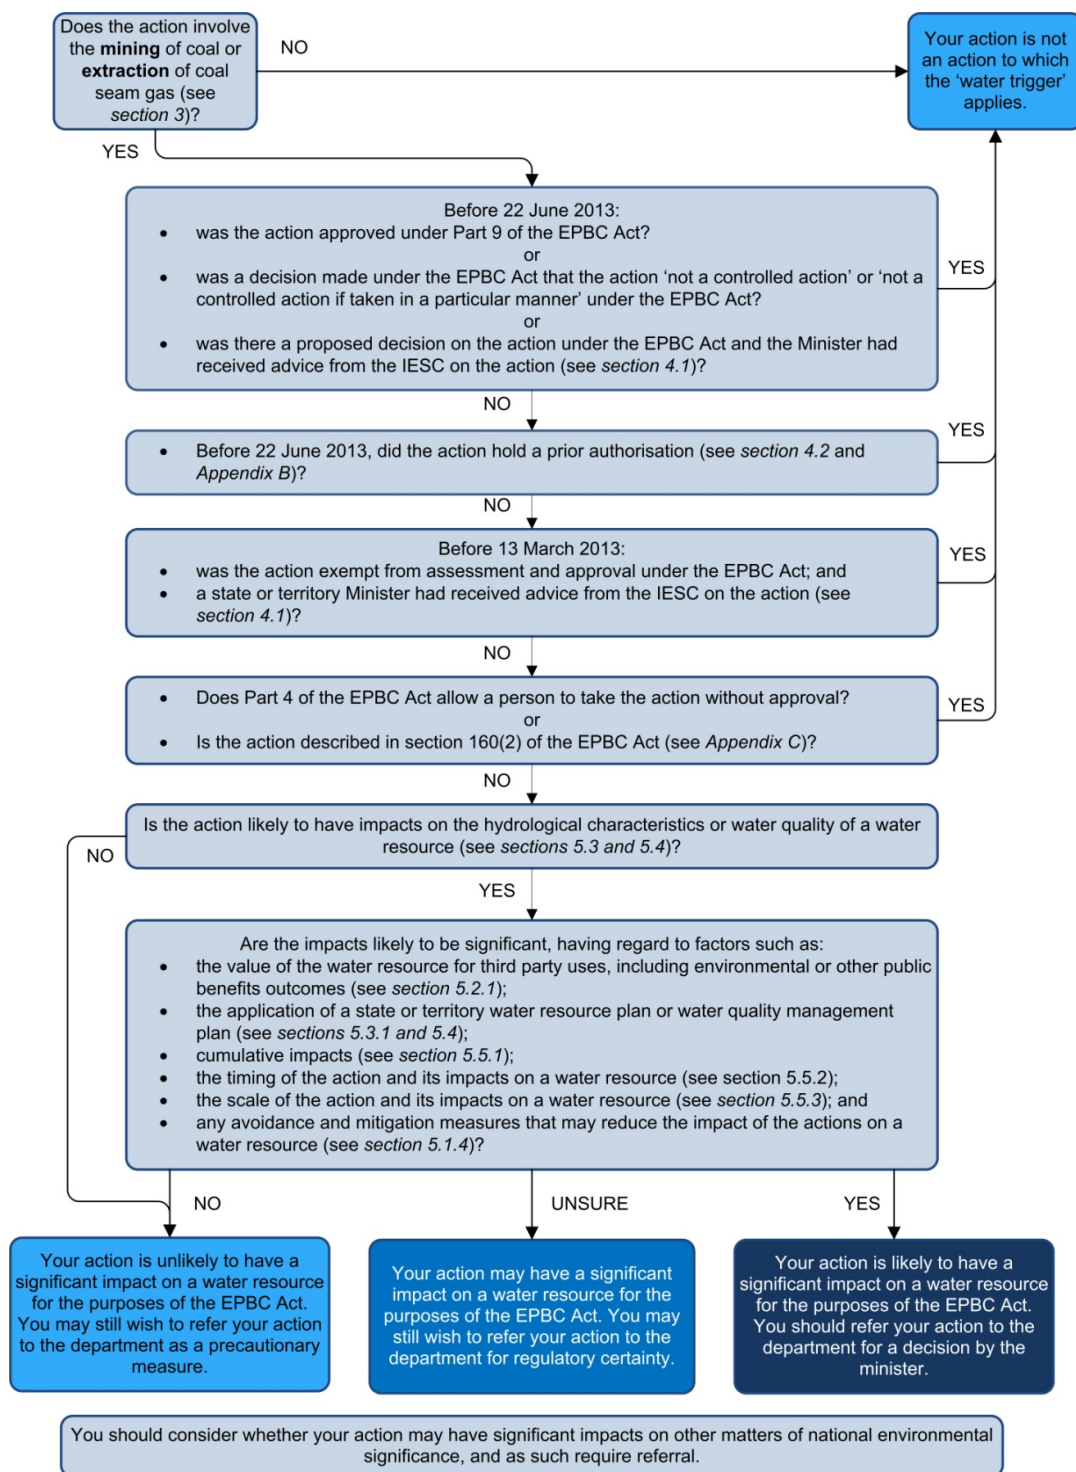 Does the action involve
the mining of coal or
extraction of coal
seam gas (see
section 3)?
NO
Your action is not
an action to which
the ‘water trigger’
applies.
YES
Before 22 June 2013:
• was the action approved under Part 9 of the EPBC Act?
or
• was a decision made under the EPBC Act that the action ‘not a controlled action’ or ‘not a
controlled action if taken in a particular manner’ under the EPBC Act?
or
• was there a proposed decision on the action under the EPBC Act and the Minister had
received advice from the IESC on the action (see section 4.1)?
YES
NO
• Before 22 June 2013, did the action hold a prior authorisation (see section 4.2 and
Appendix B)?
YES
NO
Before 13 March 2013:
• was the action exempt from assessment and approval under the EPBC Act; and
• a state or territory Minister had received advice from the IESC on the action (see
section 4.1)?
YES
NO
• Does Part 4 of the EPBC Act allow a person to take the action without approval?
or
• Is the action described in section 160(2) of the EPBC Act (see Appendix C)?
YES
NO
Is the action likely to have impacts on the hydrological characteristics or water quality of a water
resource (see sections 5.3 and 5.4)?
NO
YES
Are the impacts likely to be significant, having regard to factors such as:
• the value of the water resource for third party uses, including environmental or other public
benefits outcomes (see section 5.2.1);
• the application of a state or territory water resource plan or water quality management
plan (see sections 5.3.1 and 5.4);
• cumulative impacts (see section 5.5.1);
• the timing of the action and its impacts on a water resource (see section 5.5.2);
• the scale of the action and its impacts on a water resource (see section 5.5.3); and
• any avoidance and mitigation measures that may reduce the impact of the actions on a
water resource (see section 5.1.4)?
NO
UNSURE
YES
Your action is unlikely to have a
significant impact on a water resource
for the purposes of the EPBC Act.
You may still wish to refer your action
to the department as a precautionary
measure.
Your action may have a significant
impact on a water resource for the
purposes of the EPBC Act. You may
still wish to refer your action to the
department for regulatory certainty.
Your action is likely to have a
significant impact on a water resource
for the purposes of the EPBC Act.
You should refer your action to the
department for a decision by the
minister.
You should consider whether your action may have significant impacts on other matters of national environmental
significance, and as such require referral.